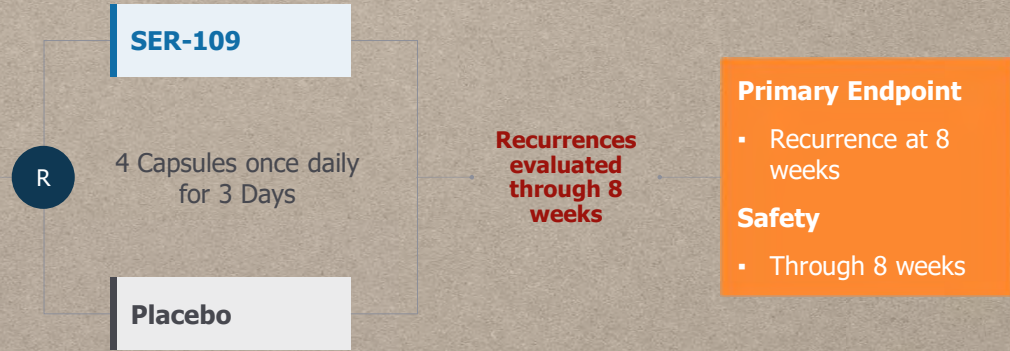 SER-109
R
4 Capsules once daily
for 3 Days
Placebo
Recurrences
evaluated
through 8
weeks
Primary Endpoint
▪ Recurrence at 8
weeks
Safety
▪ Through 8 weeks